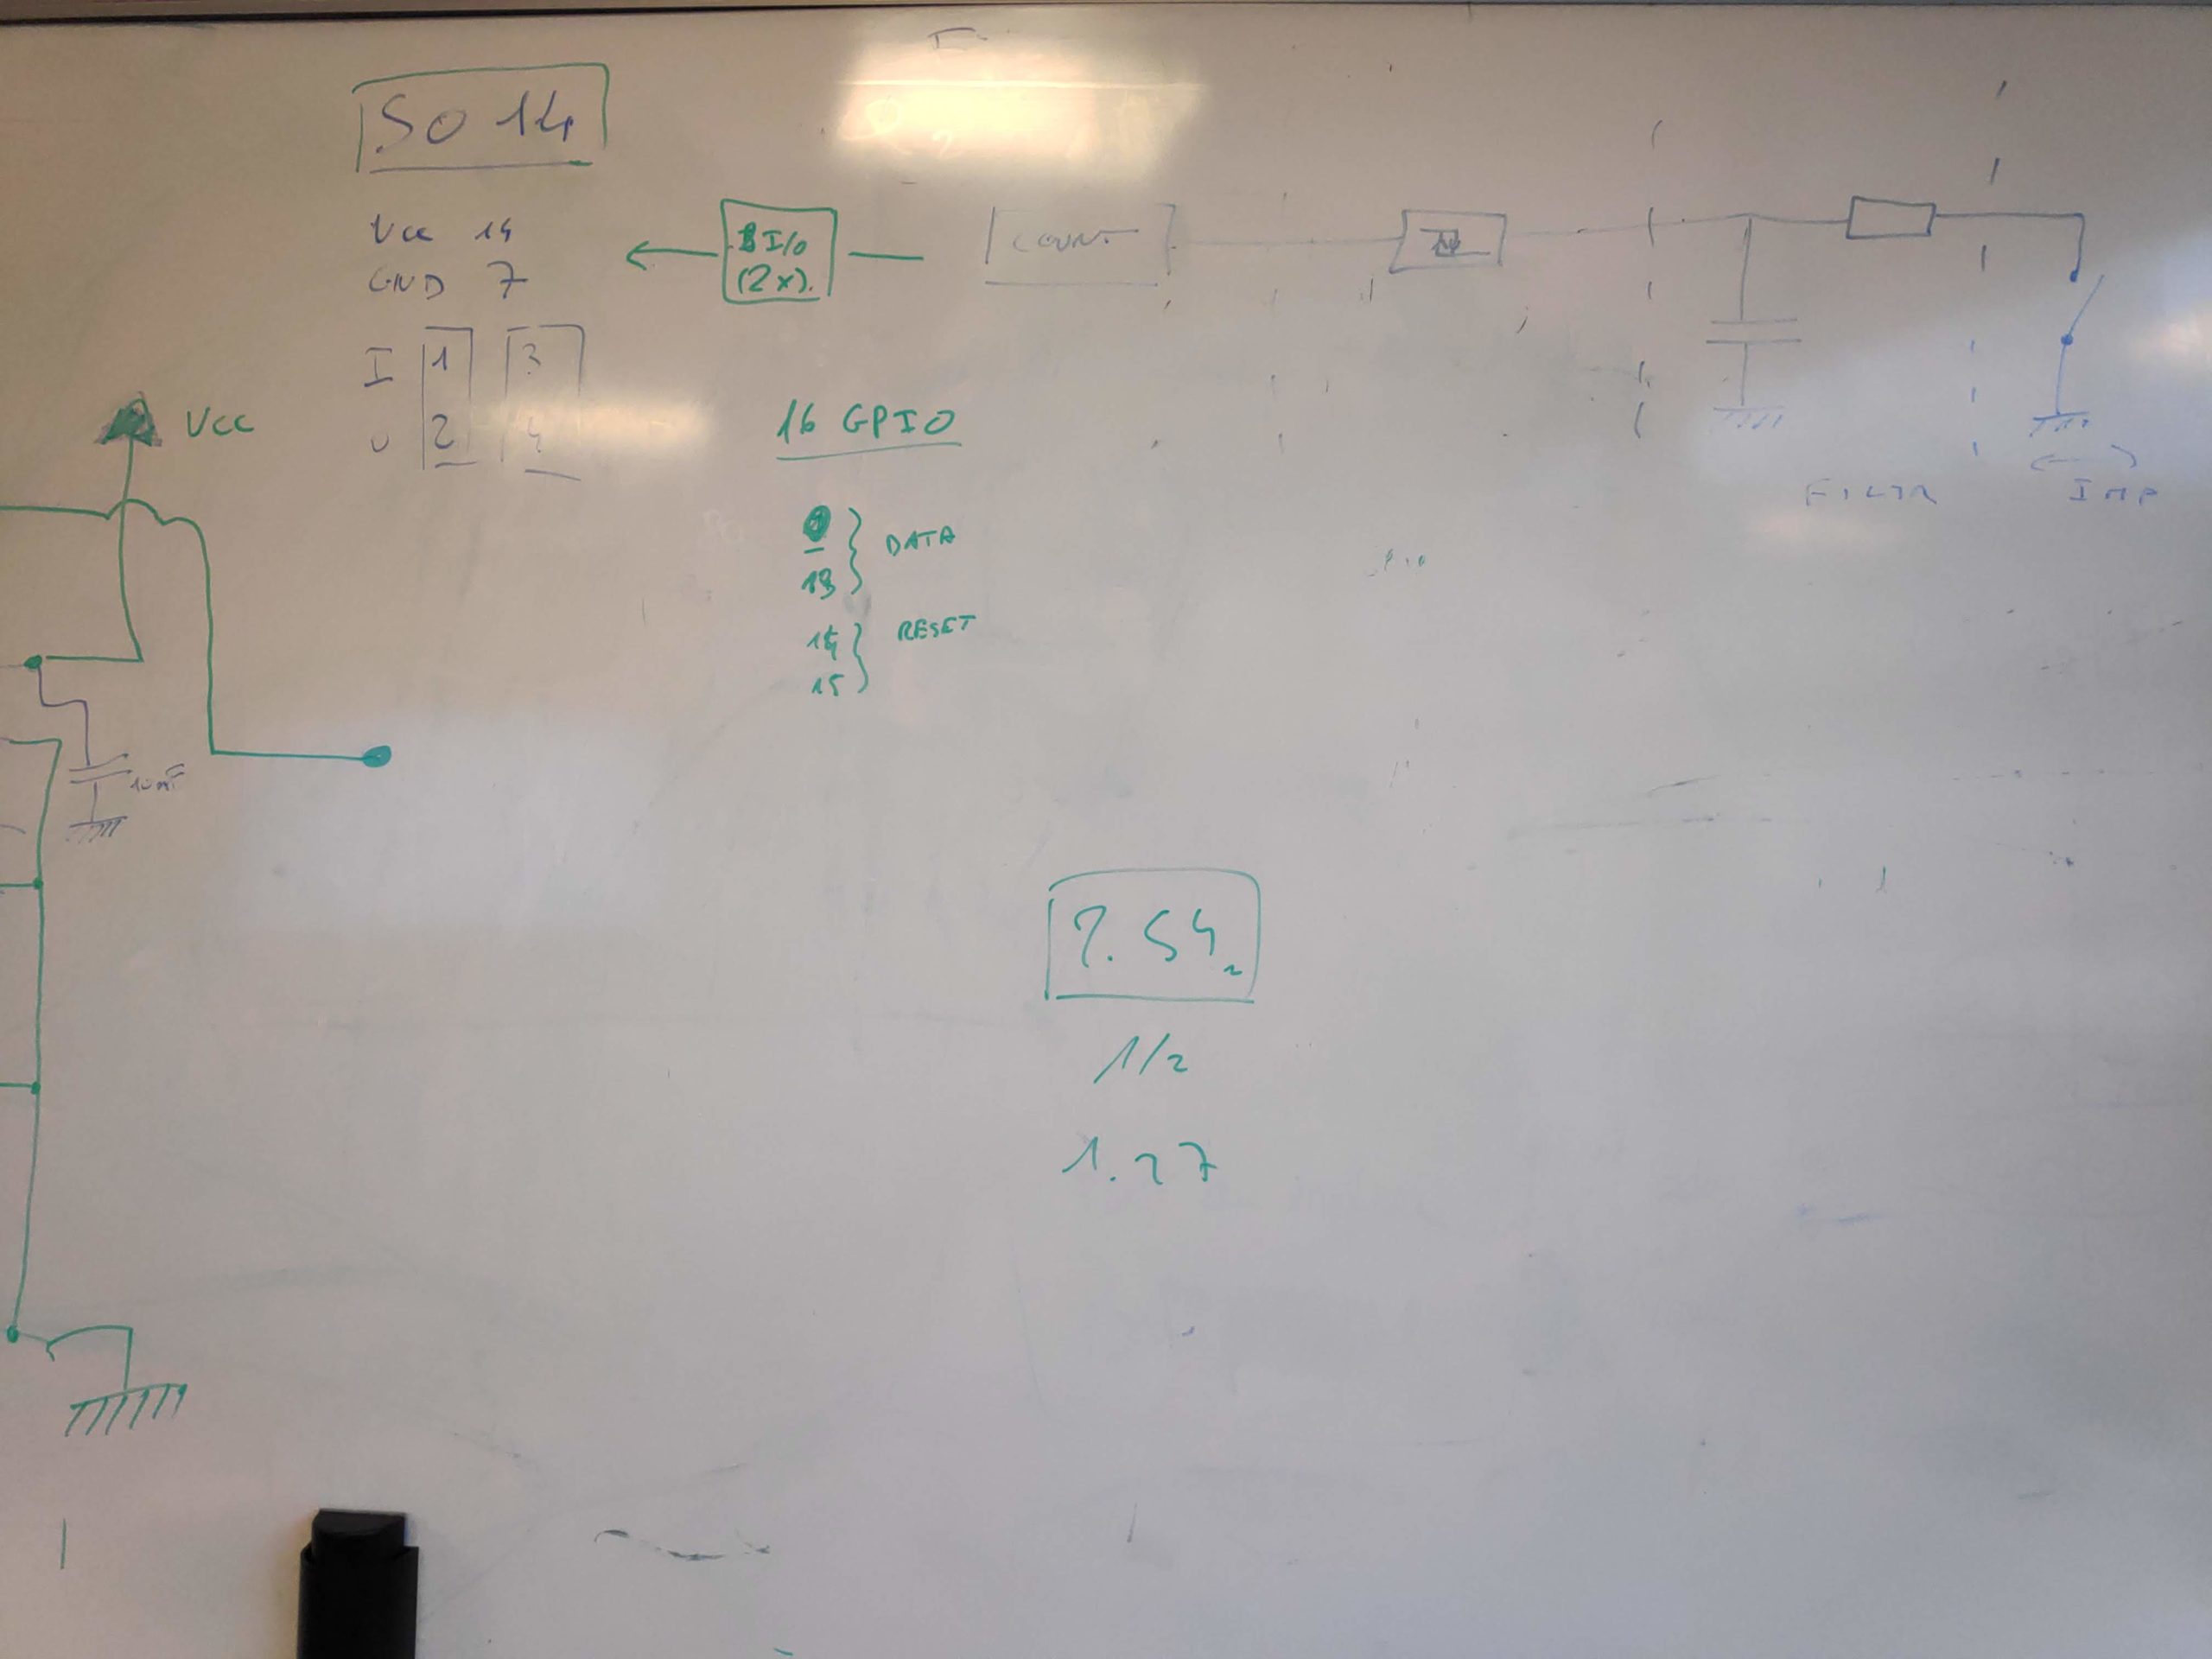 SO 14
Vcc 14
GND 7
I 1 3
U 2 4
BI/O
(2x).
COUNT
FILTR
IMP
Vcc
16 GPIO
0
13
DATA
14
15
RESET
10nF
2.54
1/2
1.27